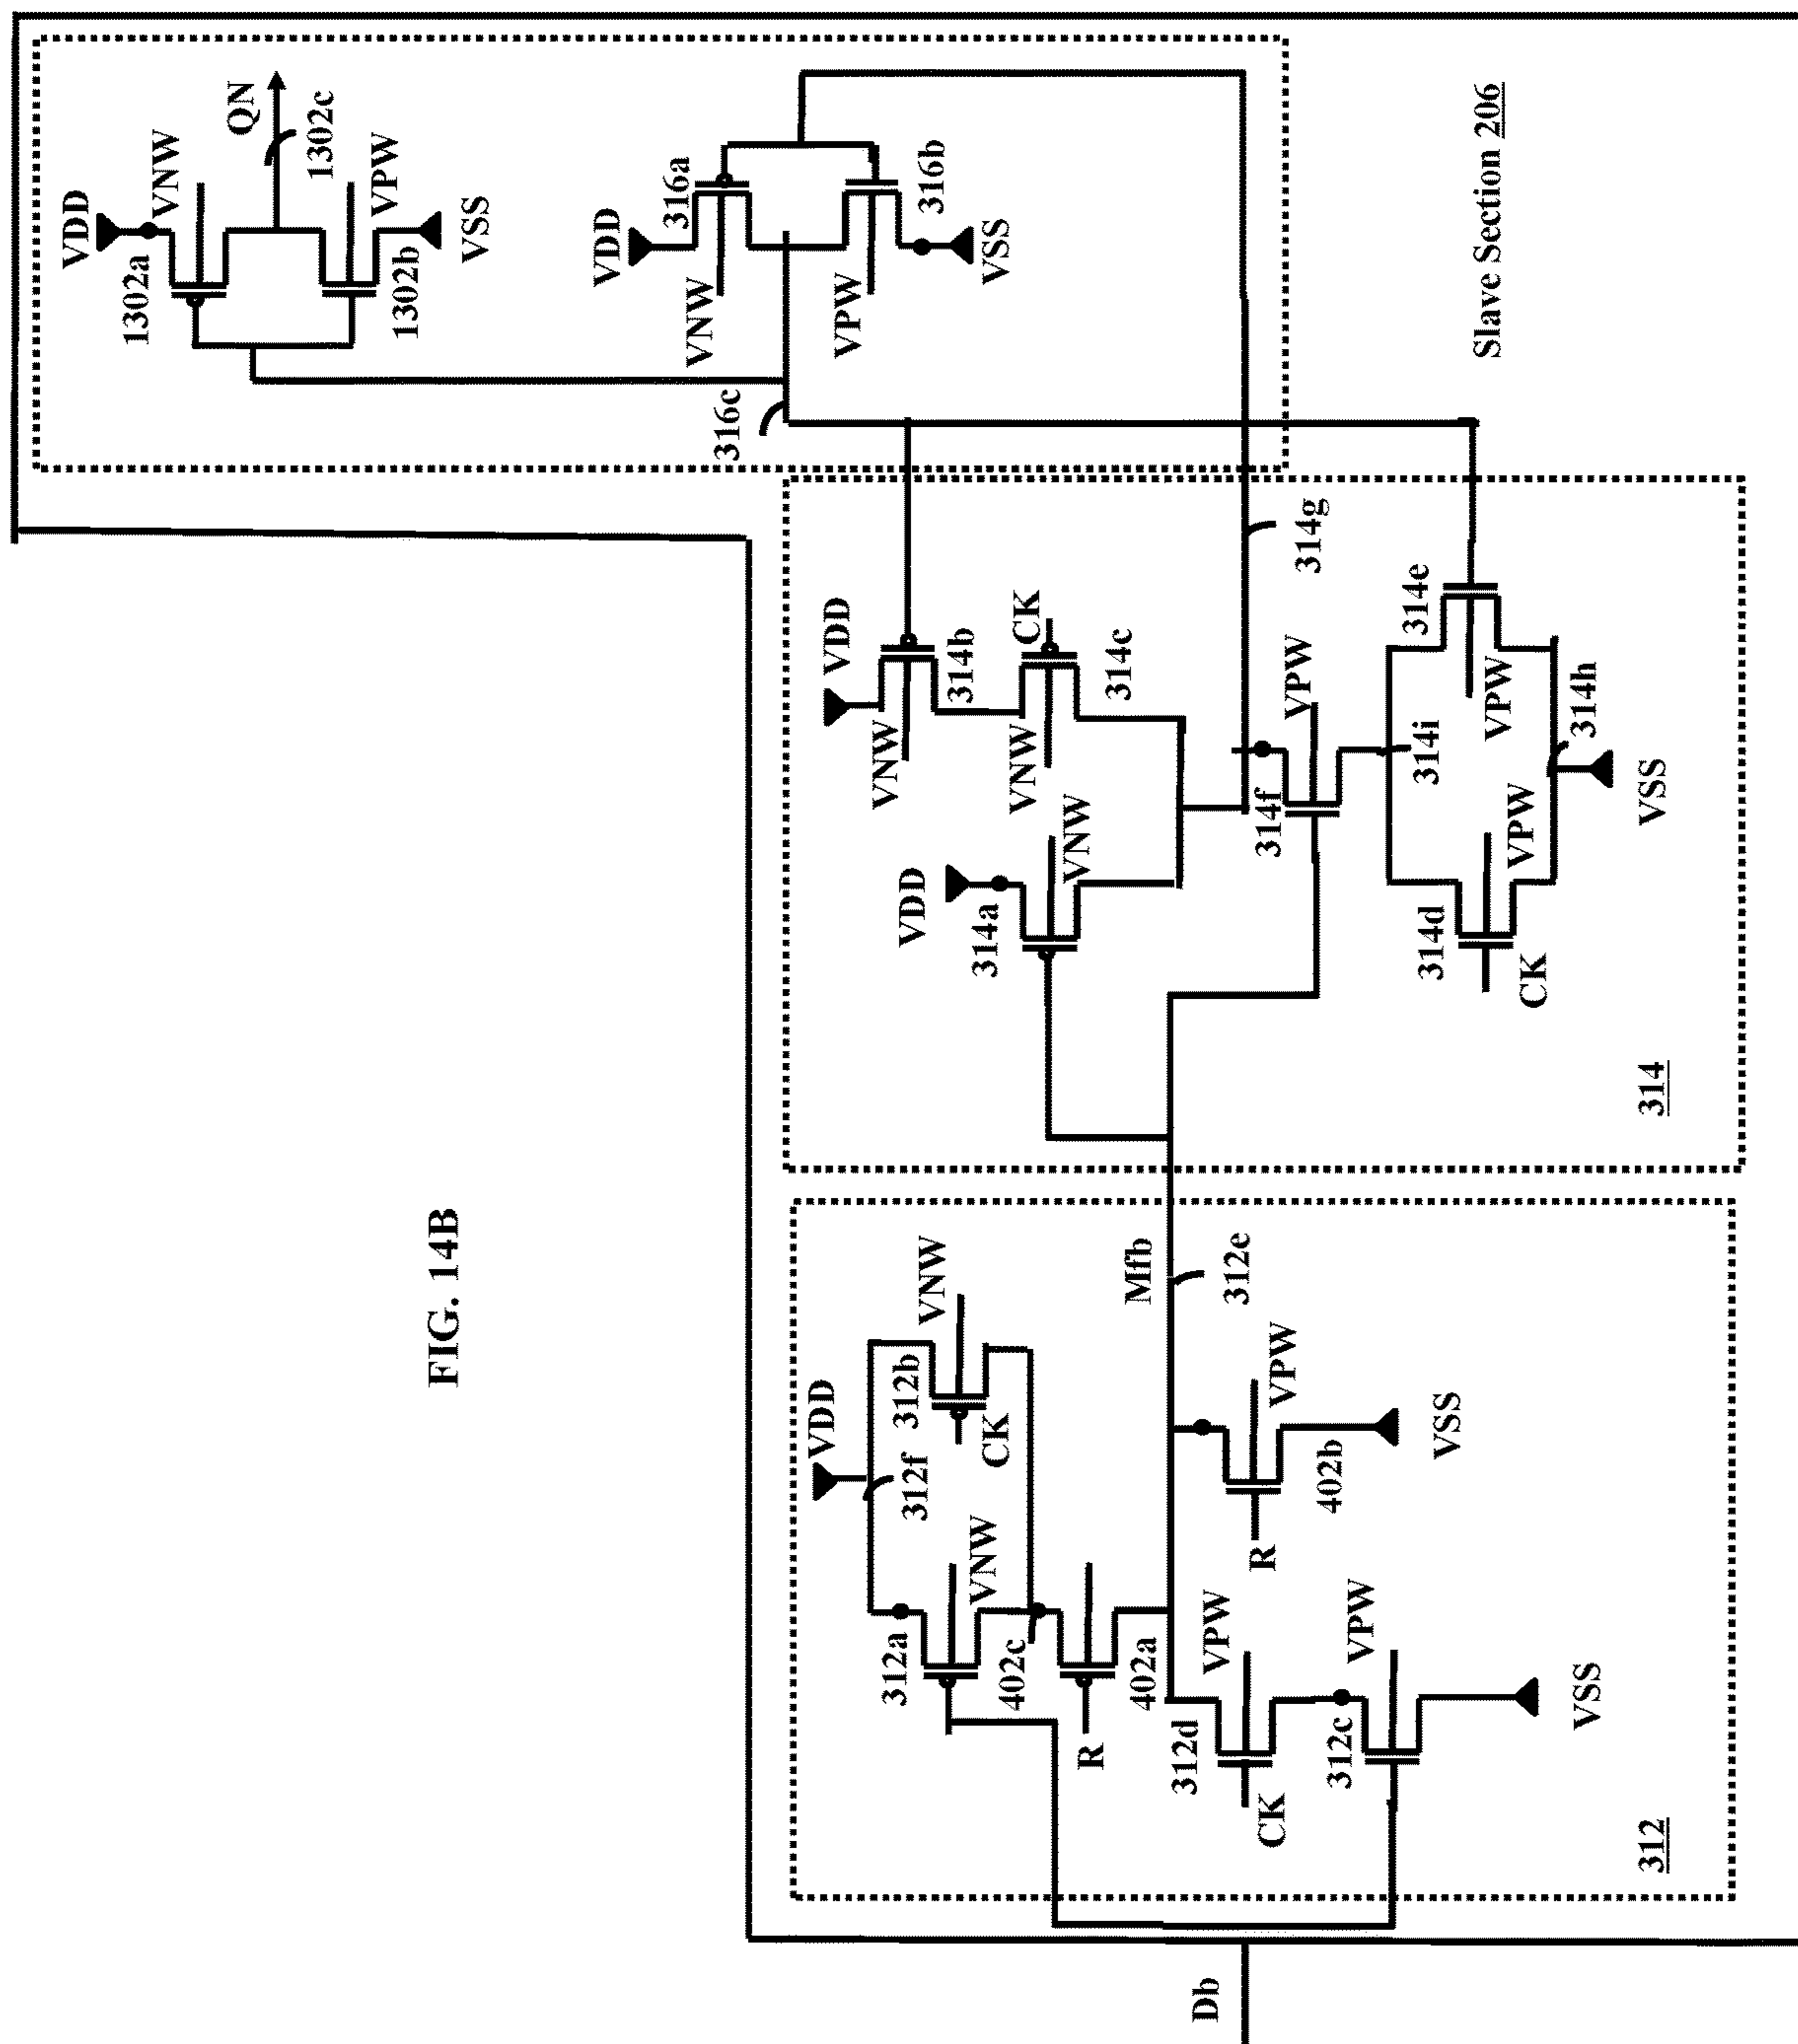 FIG. 14B
Slave Section 206
Db
312
VDD
312f
312a
VNW
312b
VNW
CK
402c
R
402a
Mfb
312e
312d
VPW
CK
312c
VPW
VSS
R
402b
VPW
VSS
314
VDD
314a
VNW
VDD
VNW
314b
VNW
CK
314c
314g
314f
VPW
314i
314d
VPW
CK
314e
VPW
314h
VSS
316c
VDD
316a
VNW
VPW
316b
VSS
VDD
VNW
1302a
QN
1302c
VPW
1302b
VSS